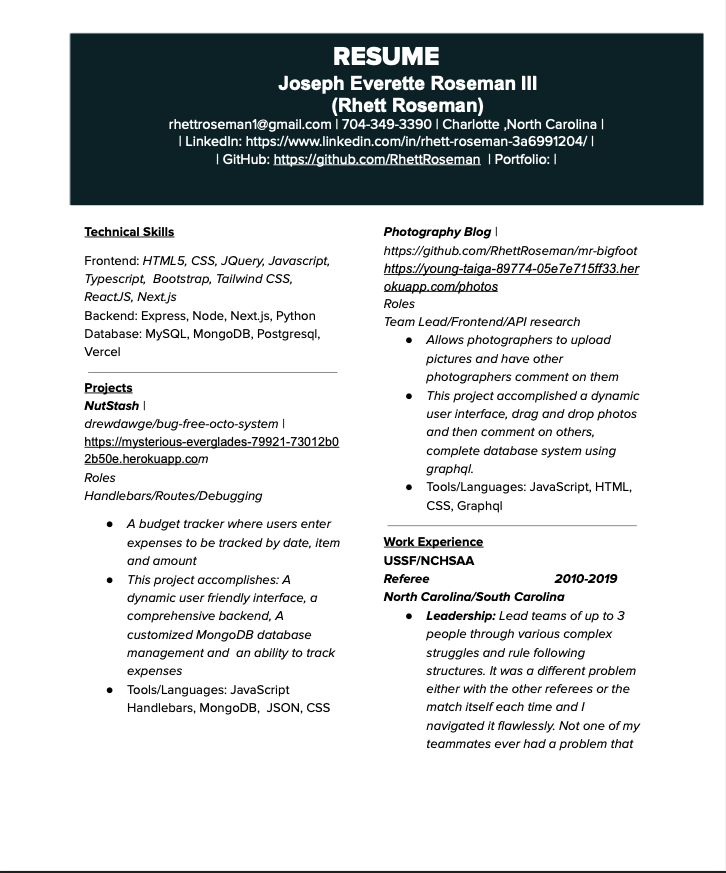 RESUME
Joseph Everette Roseman III
(Rhett Roseman)
rhettroseman1@gmail.com | 704-349-3390 | Charlotte ,North Carolina |
| LinkedIn: https://www.linkedin.com/in/rhett-roseman-3a6991204/ |
| GitHub: https://github.com/RhettRoseman | Portfolio: |
Technical Skills
Frontend: HTML5, CSS, JQuery, Javascript,
Typescript, Bootstrap, Tailwind CSS,
ReactJS, Next.js
Backend: Express, Node, Next.js, Python
Database: MySQL, MongoDB, Postgresql,
Vercel
Projects
NutStash |
drewdawge/bug-free-octo-system |
https://mysterious-everglades-79921-73012b0
2b50e.herokuapp.com
Roles
Handlebars/Routes/Debugging
● A budget tracker where users enter
expenses to be tracked by date, item
and amount
● This project accomplishes: A
dynamic user friendly interface, a
comprehensive backend, A
customized MongoDB database
management and an ability to track
expenses
● Tools/Languages: JavaScript
Handlebars, MongoDB, JSON, CSS
Photography Blog |
https://github.com/RhettRoseman/mr-bigfoot
https://young-taiga-89774-05e7e715ff33.her
okuapp.com/photos
Roles
Team Lead/Frontend/API research
● Allows photographers to upload
pictures and have other
photographers comment on them
● This project accomplished a dynamic
user interface, drag and drop photos
and then comment on others,
complete database system using
graphql.
● Tools/Languages: JavaScript, HTML,
CSS, Graphql
Work Experience
USSF/NCHSAA
Referee 2010-2019
North Carolina/South Carolina
● Leadership: Lead teams of up to 3
people through various complex
struggles and rule following
structures. It was a different problem
either with the other referees or the
match itself each time and I
navigated it flawlessly. Not one of my
teammates ever had a problem that